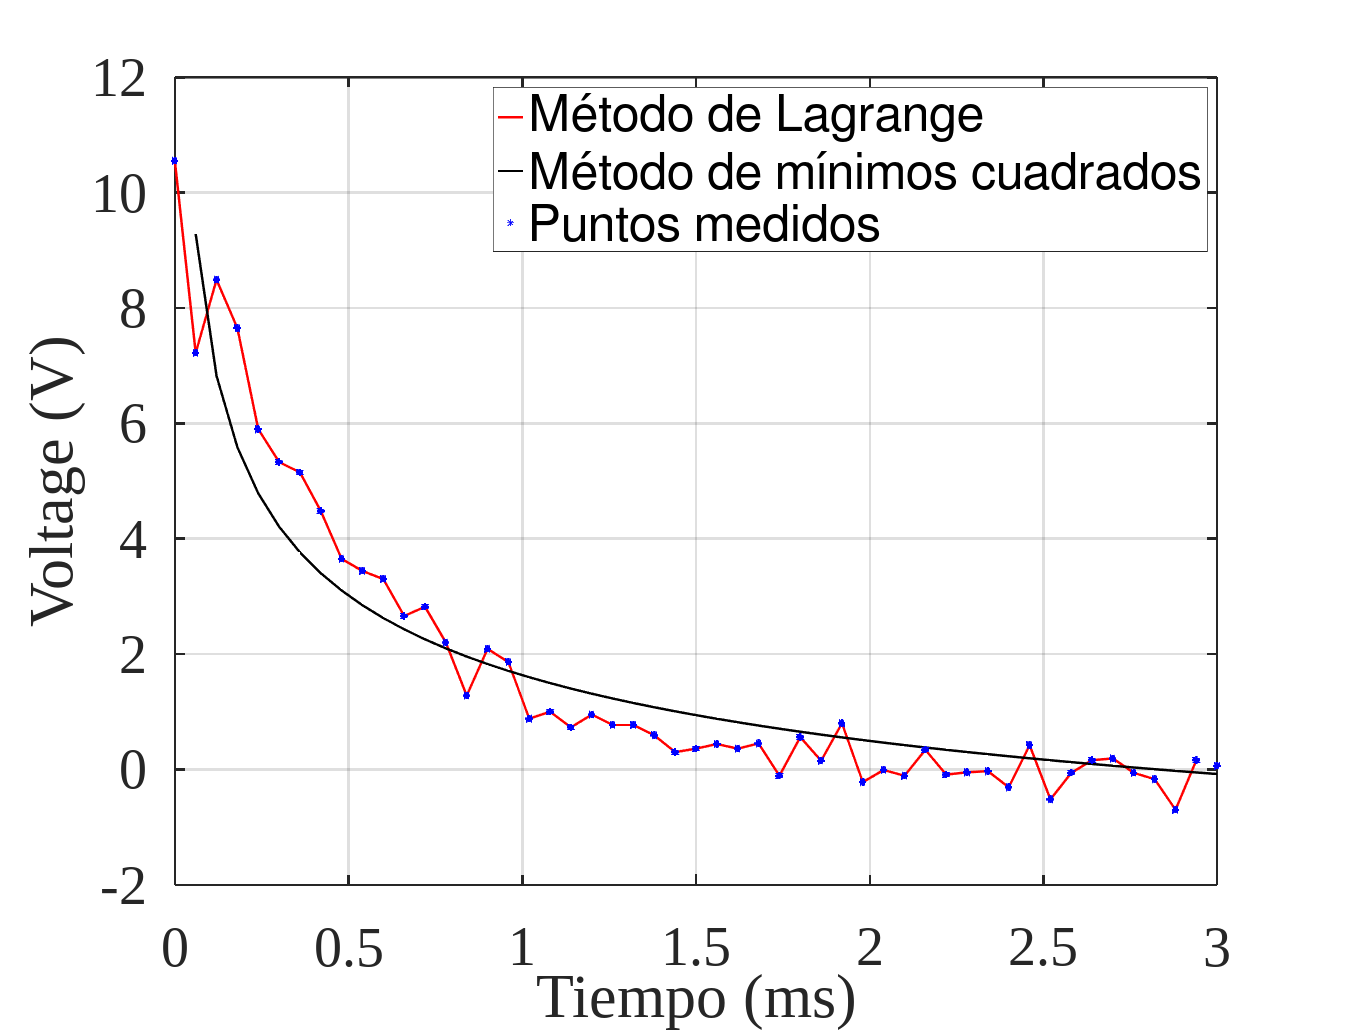 Método de Lagrange
Método de mínimos cuadrados
Puntos medidos
12
10
8
6
4
2
0
-2
Voltage (V)
0 0.5 1 1.5 2 2.5 3
Tiempo (ms)